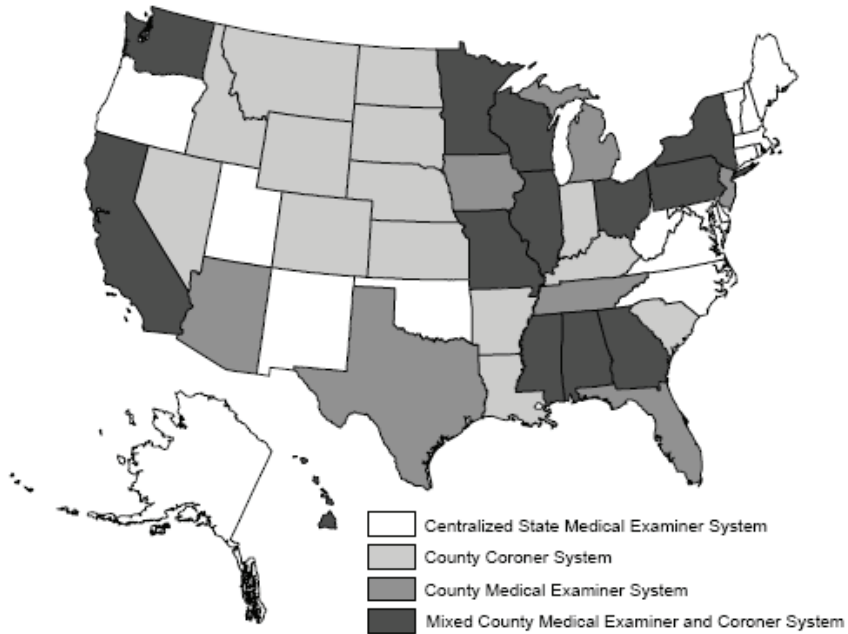 Centralized State Medical Examiner System
County Coroner System
County Medical Examiner System
Mixed County Medical Examiner and Coroner System